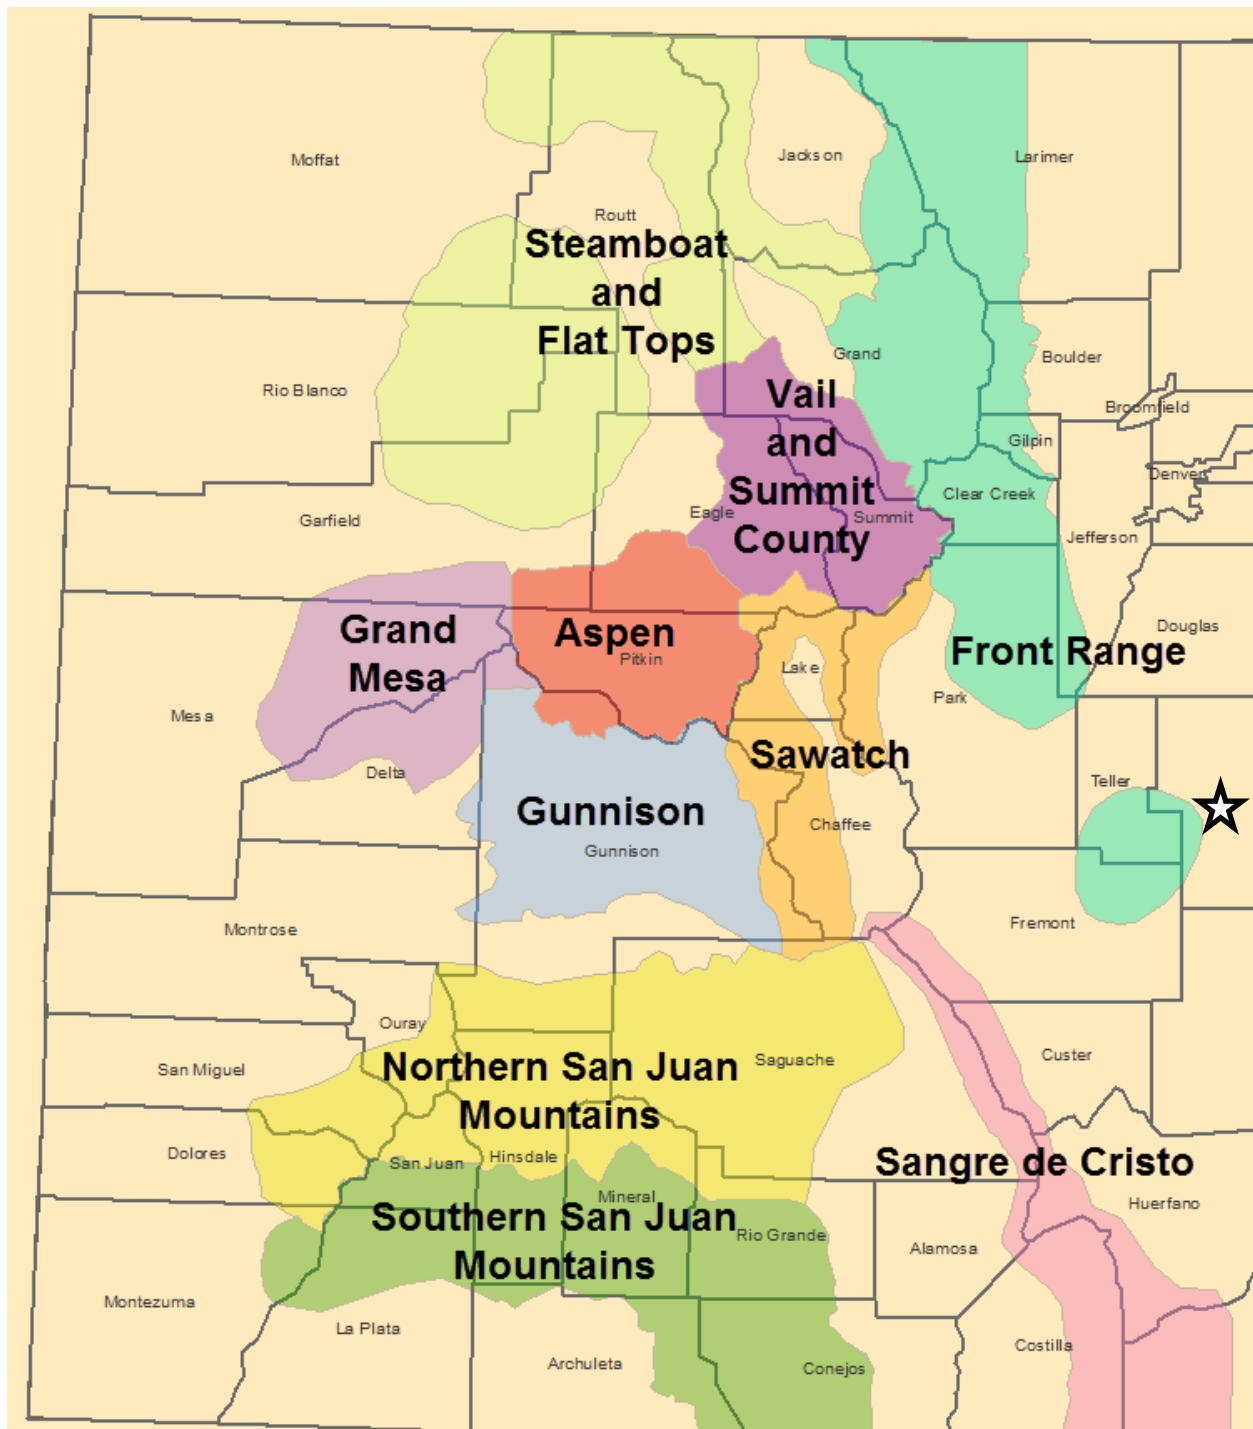 Moffat
Jackson
Larimer
Routt
Steamboat
and
Flat Tops
Rio Blanco
Grand
Boulder
Vail
and
Summit
County
Broomfield
Gilpin
Denver
Clear Creek
Eagle
Summit
Garfield
Jefferson
Grand
Mesa
Aspen
Pitkin
Lake
Front Range
Douglas
Park
Mesa
Delta
Sawatch
Teller
Gunnison
Gunnison
Chaffee
Montrose
Fremont
Ouray
San Miguel
Northern San Juan
Mountains
Saguache
Custer
Dolores
San Juan
Hinsdale
Sangre de Cristo
Mineral
Huerfano
Southern San Juan
Mountains
Rio Grande
Alamosa
Montezuma
La Plata
Archuleta
Conejos
Costilla